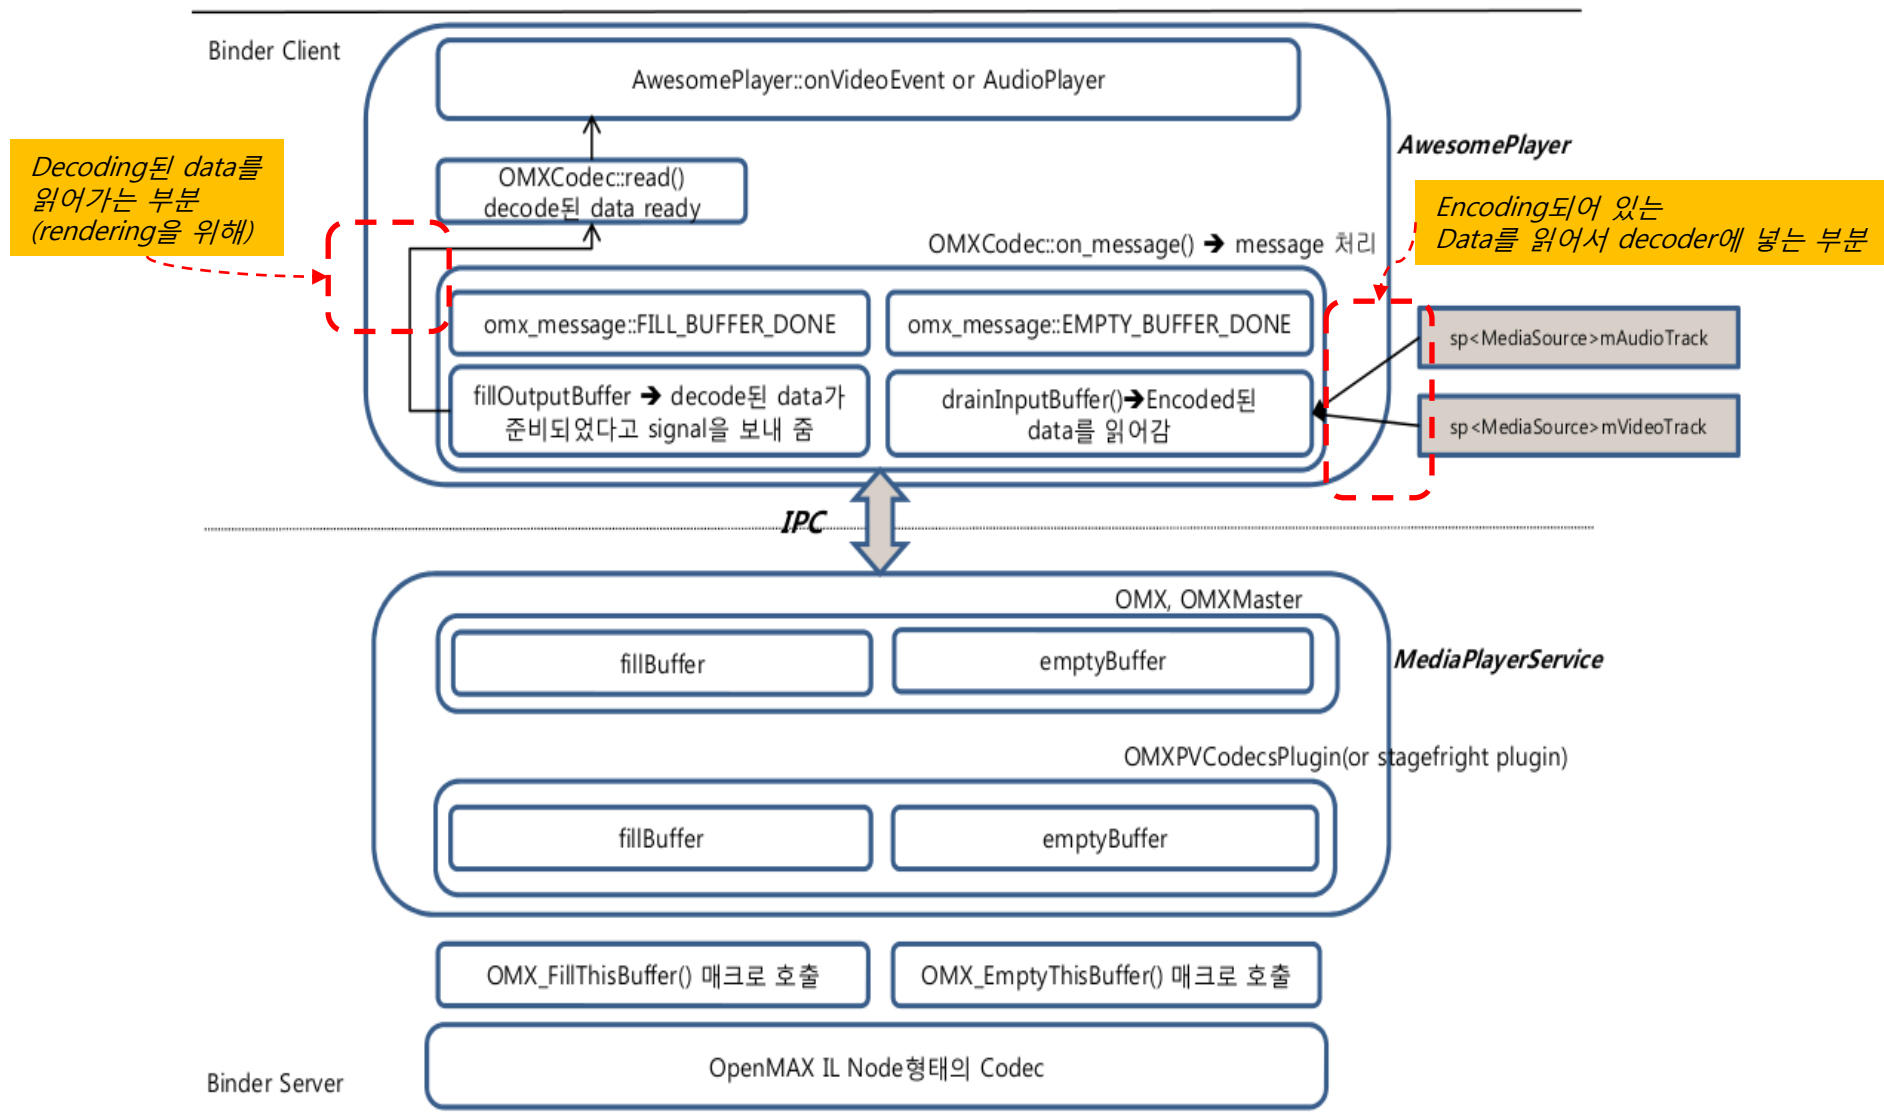 Binder Client
AwesomePlayer::onVideoEvent or AudioPlayer
AwesomePlayer
Decoding된 data를
읽어가는 부분
(rendering을 위해)
OMXCodec::read()
decode된 data ready
Encoding되어 있는
Data를 읽어서 decoder에 넣는 부분
OMXCodec::on_message() ➔ message 처리
omx_message::FILL_BUFFER_DONE
omx_message::EMPTY_BUFFER_DONE
sp<MediaSource>mAudioTrack
fillOutputBuffer ➔ decode된 data가
준비되었다고 signal을 보내 줌
drainInputBuffer()➔Encoded된
data를 읽어감
sp<MediaSource>mVideoTrack
IPC
OMX, OMXMaster
fillBuffer
emptyBuffer
MediaPlayerService
OMXPVCodecsPlugin(or stagefright plugin)
fillBuffer
emptyBuffer
OMX_FillThisBuffer() 매크로 호출
OMX_EmptyThisBuffer() 매크로 호출
OpenMAX IL Node형태의 Codec
Binder Server